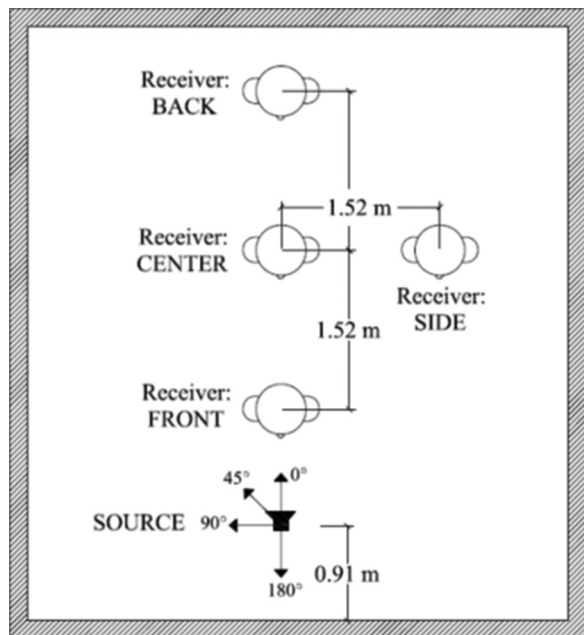 Receiver:
BACK
1.52 m
Receiver:
CENTER
Receiver:
SIDE
1.52 m
Receiver:
FRONT
45°
0°
SOURCE 90°
180°
0.91 m